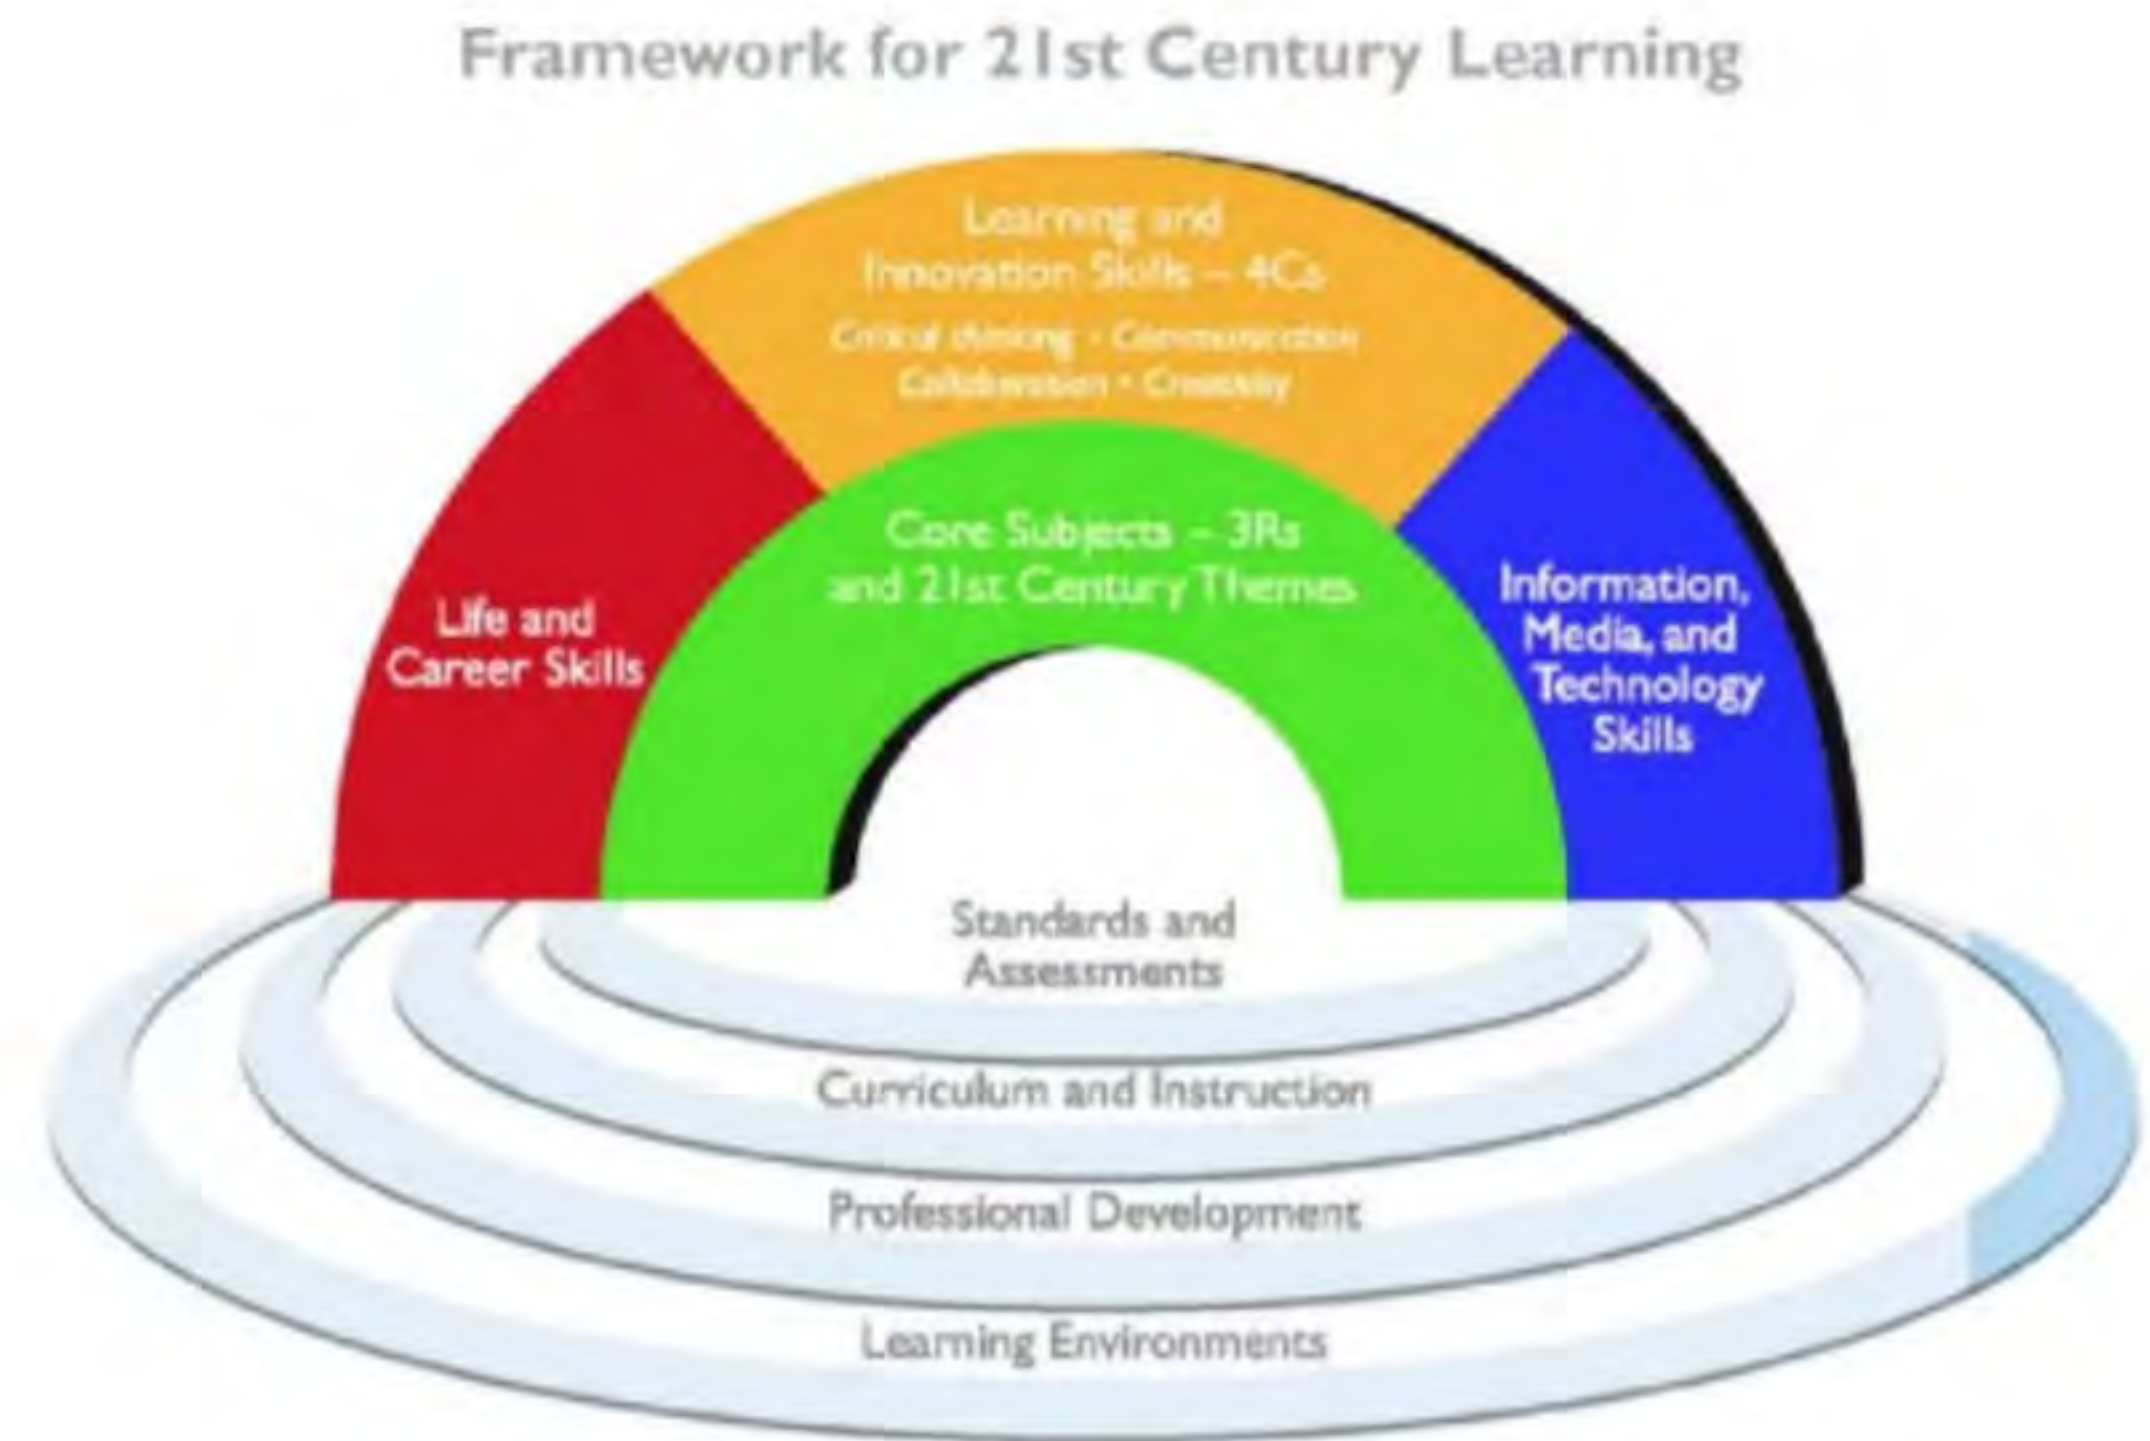 Framework for 21st Century Learning
Learning and
Innovation Skills – 4Cs
Critical thinking • Communication
Collaboration • Creativity
Core Subjects – 3Rs
and 21st Century Themes
Life and
Career Skills
Information,
Media, and
Technology
Skills
Standards and
Assessments
Curriculum and Instruction
Professional Development
Learning Environments